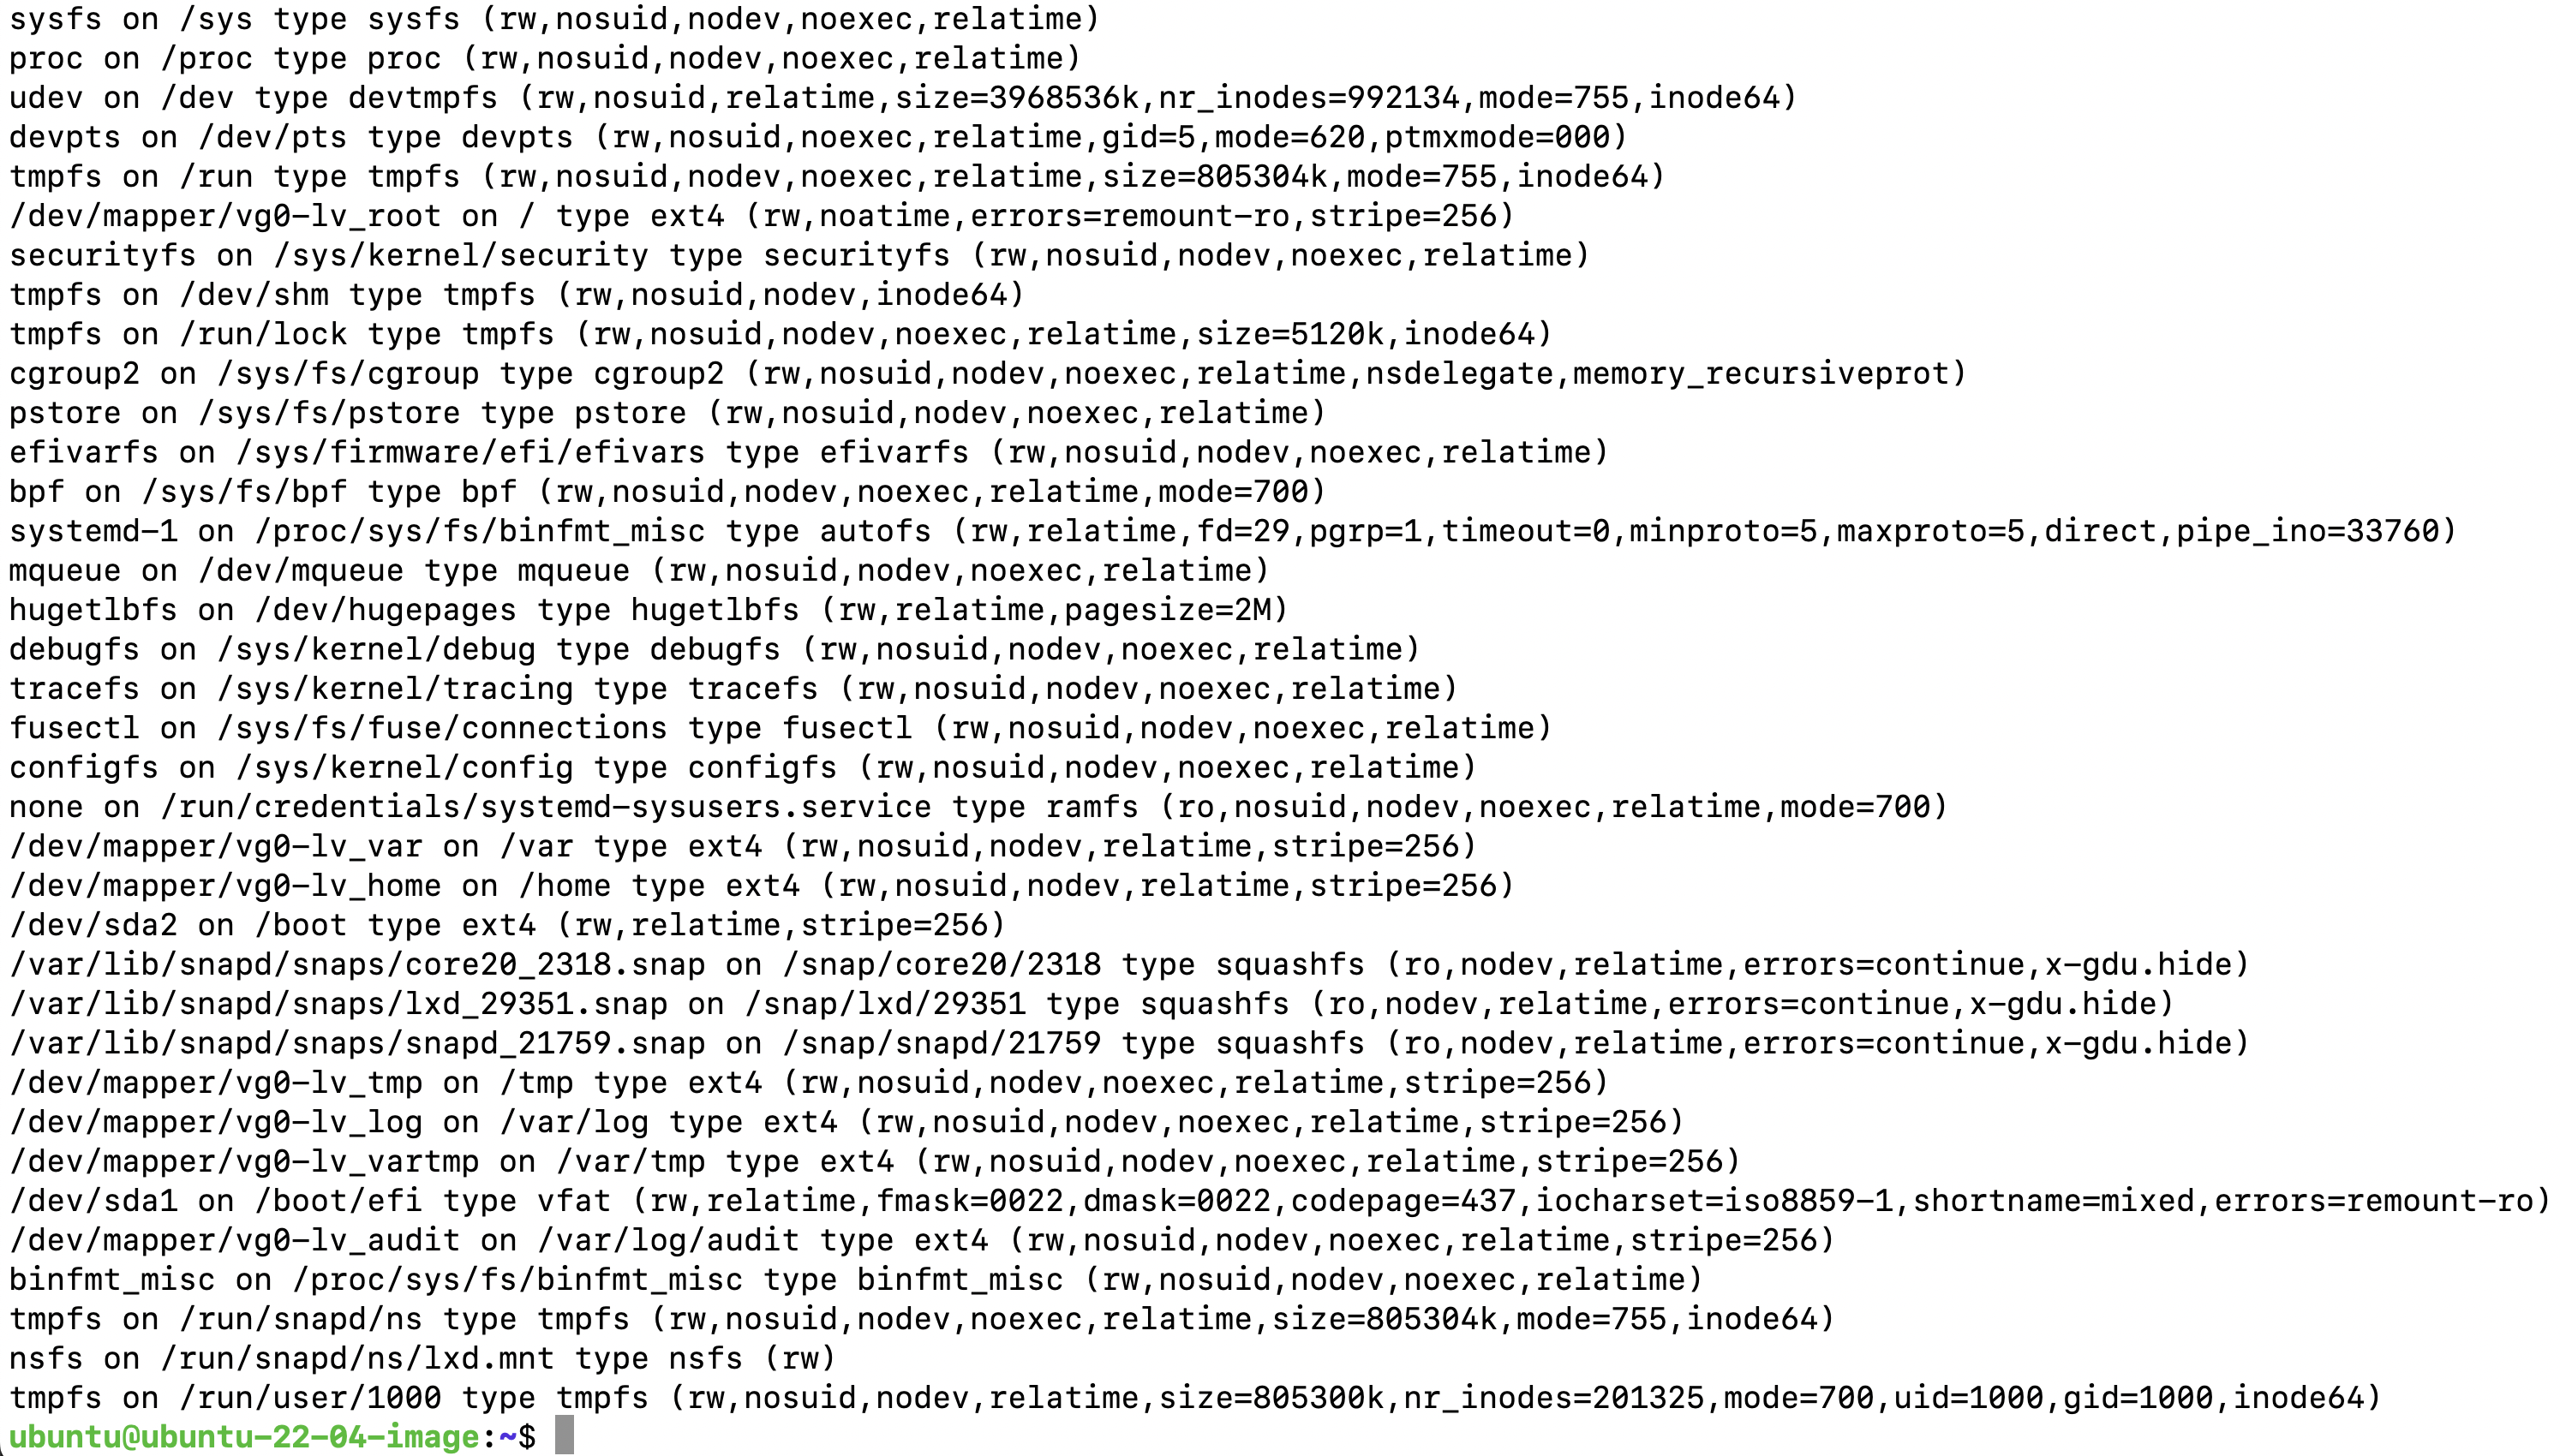 sysfs on /sys type sysfs (rw,nosuid,nodev,noexec,relatime)
proc on /proc type proc (rw,nosuid,nodev,noexec,relatime)
udev on /dev type devtmpfs (rw,nosuid,relatime,size=3968536k,nr_inodes=992134,mode=755,inode64)
devpts on /dev/pts type devpts (rw,nosuid,noexec,relatime,gid=5,mode=620,ptmxmode=000)
tmpfs on /run type tmpfs (rw,nosuid,nodev,noexec,relatime,size=805304k,mode=755,inode64)
/dev/mapper/vg0-lv_root on / type ext4 (rw,noatime,errors=remount-ro,stripe=256)
securityfs on /sys/kernel/security type securityfs (rw,nosuid,nodev,noexec,relatime)
tmpfs on /dev/shm type tmpfs (rw,nosuid,nodev,inode64)
tmpfs on /run/lock type tmpfs (rw,nosuid,nodev,noexec,relatime,size=5120k,inode64)
cgroup2 on /sys/fs/cgroup type cgroup2 (rw,nosuid,nodev,noexec,relatime,nsdelegate,memory_recursiveprot)
pstore on /sys/fs/pstore type pstore (rw,nosuid,nodev,noexec,relatime)
efivarfs on /sys/firmware/efi/efivars type efivarfs (rw,nosuid,nodev,noexec,relatime)
bpf on /sys/fs/bpf type bpf (rw,nosuid,nodev,noexec,relatime,mode=700)
systemd-1 on /proc/sys/fs/binfmt_misc type autofs (rw,relatime,fd=29,pgrp=1,timeout=0,minproto=5,maxproto=5,direct,pipe_ino=33760)
mqueue on /dev/mqueue type mqueue (rw,nosuid,nodev,noexec,relatime)
hugetlbfs on /dev/hugepages type hugetlbfs (rw,relatime,pagesize=2M)
debugfs on /sys/kernel/debug type debugfs (rw,nosuid,nodev,noexec,relatime)
tracefs on /sys/kernel/tracing type tracefs (rw,nosuid,nodev,noexec,relatime)
fusectl on /sys/fs/fuse/connections type fusectl (rw,nosuid,nodev,noexec,relatime)
configfs on /sys/kernel/config type configfs (rw,nosuid,nodev,noexec,relatime)
none on /run/credentials/systemd-sysusers.service type ramfs (ro,nosuid,nodev,noexec,relatime,mode=700)
/dev/mapper/vg0-lv_var on /var type ext4 (rw,nosuid,nodev,relatime,stripe=256)
/dev/mapper/vg0-lv_home on /home type ext4 (rw,nosuid,nodev,relatime,stripe=256)
/dev/sda2 on /boot type ext4 (rw,relatime,stripe=256)
/var/lib/snapd/snaps/core20_2318.snap on /snap/core20/2318 type squashfs (ro,nodev,relatime,errors=continue,x-gdu.hide)
/var/lib/snapd/snaps/lxd_29351.snap on /snap/lxd/29351 type squashfs (ro,nodev,relatime,errors=continue,x-gdu.hide)
/var/lib/snapd/snaps/snapd_21759.snap on /snap/snapd/21759 type squashfs (ro,nodev,relatime,errors=continue,x-gdu.hide)
/dev/mapper/vg0-lv_tmp on /tmp type ext4 (rw,nosuid,nodev,noexec,relatime,stripe=256)
/dev/mapper/vg0-lv_log on /var/log type ext4 (rw,nosuid,nodev,noexec,relatime,stripe=256)
/dev/mapper/vg0-lv_vartmp on /var/tmp type ext4 (rw,nosuid,nodev,noexec,relatime,stripe=256)
/dev/sda1 on /boot/efi type vfat (rw,relatime,fmask=0022,dmask=0022,codepage=437,iocharset=iso8859-1,shortname=mixed,errors=remount-ro)
/dev/mapper/vg0-lv_audit on /var/log/audit type ext4 (rw,nosuid,nodev,noexec,relatime,stripe=256)
binfmt_misc on /proc/sys/fs/binfmt_misc type binfmt_misc (rw,nosuid,nodev,noexec,relatime)
tmpfs on /run/snapd/ns type tmpfs (rw,nosuid,nodev,noexec,relatime,size=805304k,mode=755,inode64)
nsfs on /run/snapd/ns/lxd.mnt type nsfs (rw)
tmpfs on /run/user/1000 type tmpfs (rw,nosuid,nodev,relatime,size=805300k,nr_inodes=201325,mode=700,uid=1000,gid=1000,inode64)
ubuntu@ubuntu-22-04-image:~$